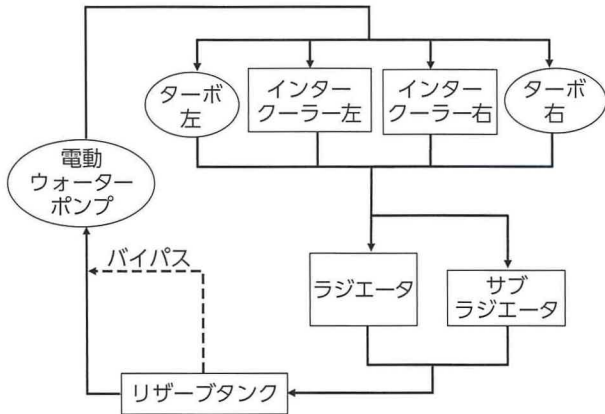 ターボ
左
インター
クーラー左
インター
クーラー右
ターボ
右
電動
ウォーター
ポンプ
バイパス
ラジエータ
サブ
ラジエータ
リザーブタンク